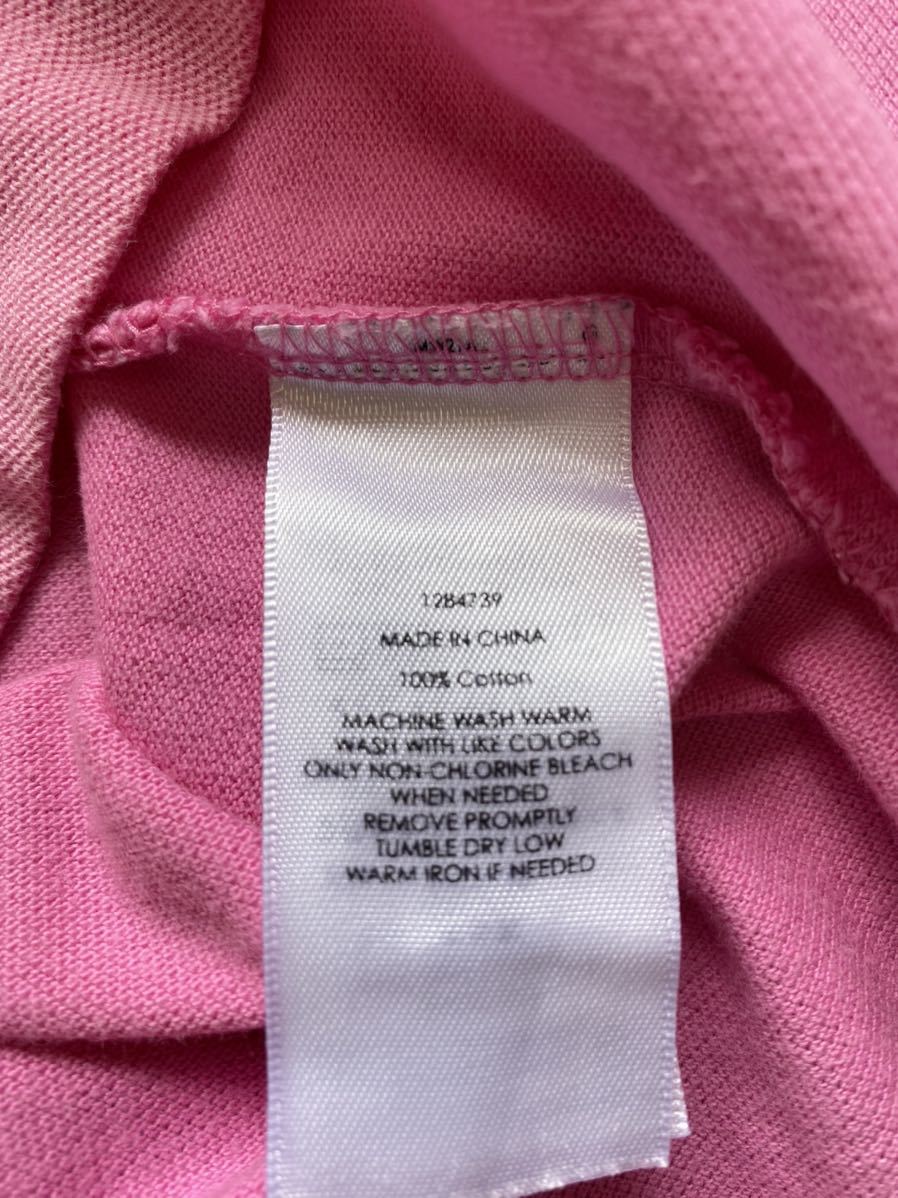 12B4739
MADE IN CHINA
100% Cotton
MACHINE WASH WARM
WASH WITH LIKE COLORS
ONLY NON-CHLORINE BLEACH
WHEN NEEDED
REMOVE PROMPTLY
TUMBLE DRY LOW
WARM IRON IF NEEDED